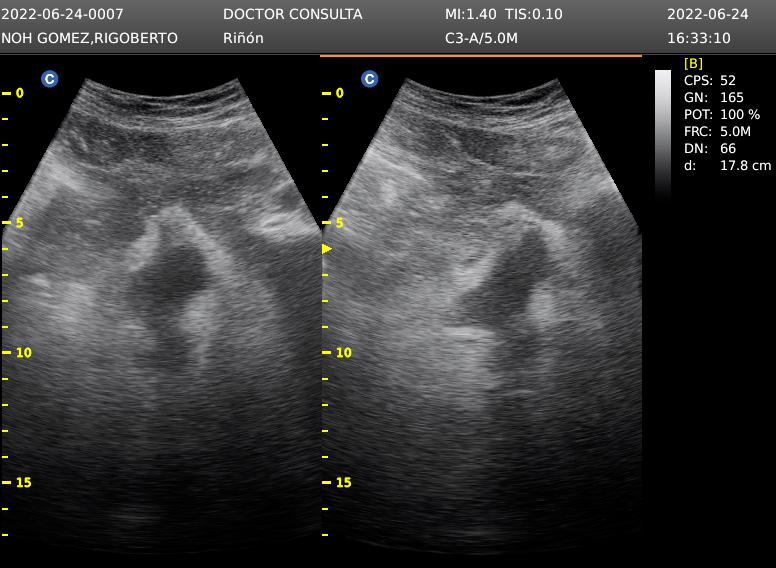 2022-06-24-0007 DOCTOR CONSULTA MI:1.40 TIS:0.10 2022-06-24
NOH GOMEZ,RIGOBERTO Riñón C3-A/5.0M 16:33:10
[B]
C C
CPS: 52
GN: 165
POT: 100 %
FRC: 5.0M
DN: 66
d: 17.8 cm
0 0
5 5
10 10
15 15